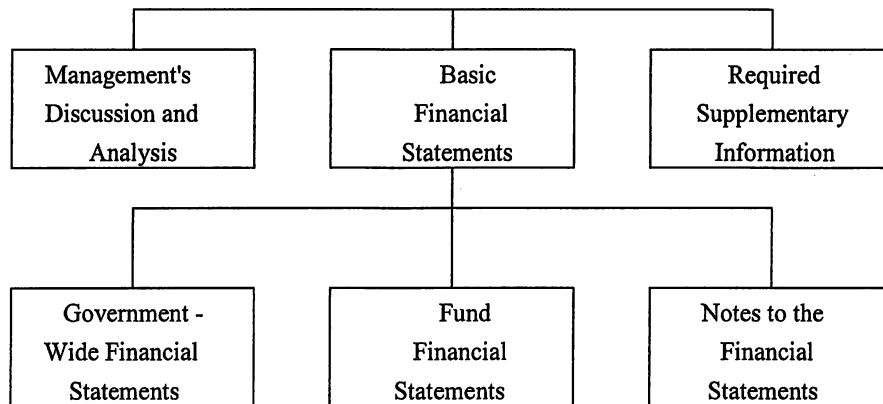 Management's
Discussion and
Analysis
Basic
Financial
Statements
Required
Supplementary
Information
Government -
Wide Financial
Statements
Fund
Financial
Statements
Notes to the
Financial
Statements